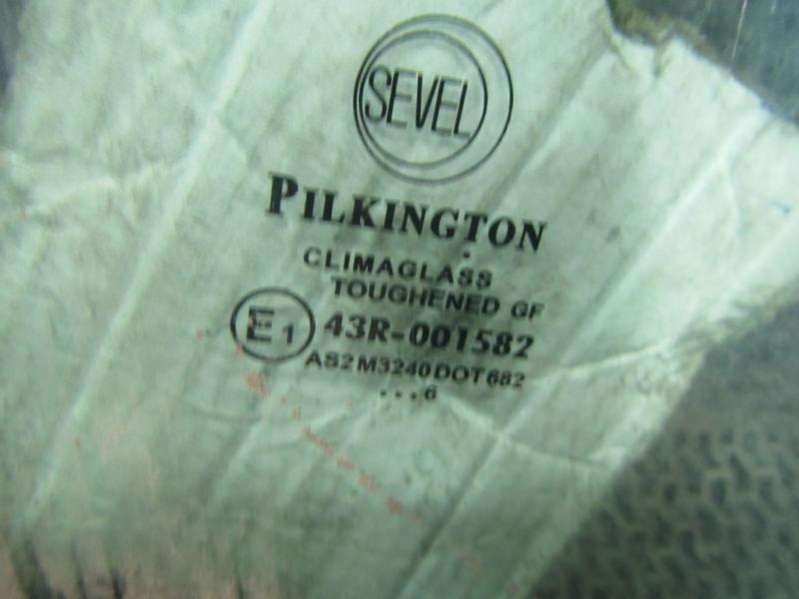 SEVEL
PILKINGTON
CLIMAGLASS
TOUGHENED GF
E1 43R-001582
AS2 M3240 DOT 682
...6